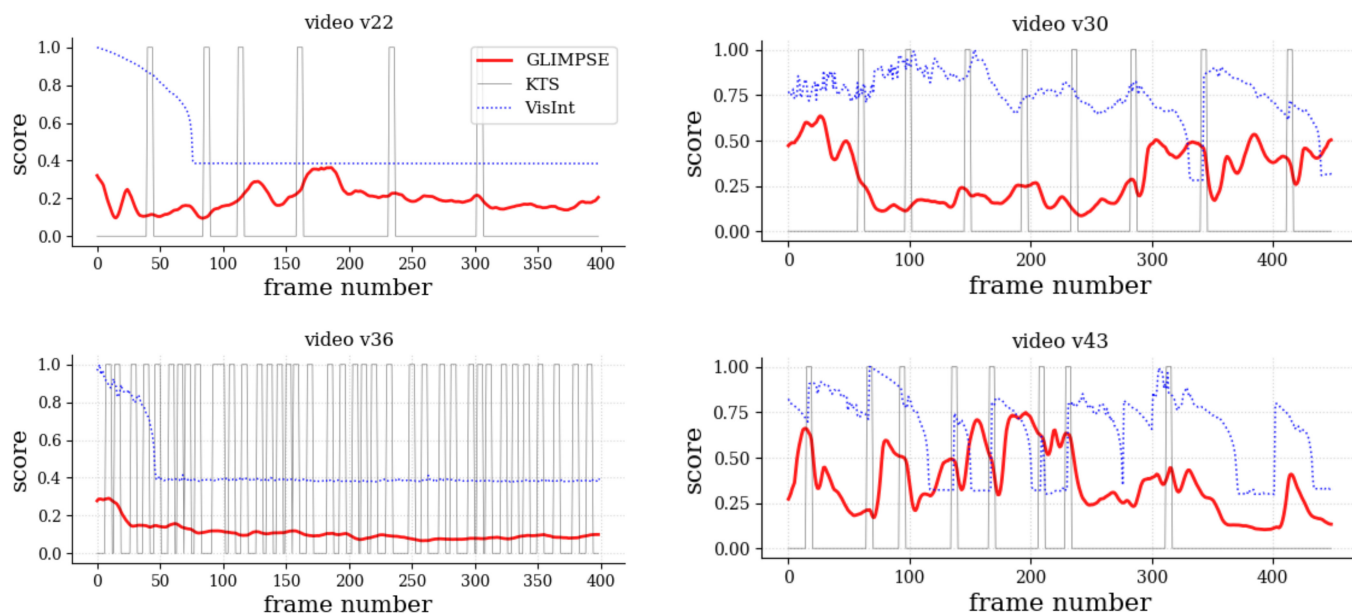 video v22
1.0
0.8
0.6
0.4
0.2
0.0
score
GLIMPSE
KTS
VisInt
0 50 100 150 200 250 300 350 400
frame number
video v30
1.00
0.75
0.50
0.25
0.00
score
0 100 200 300 400
frame number
video v36
1.0
0.8
0.6
0.4
0.2
0.0
score
0 50 100 150 200 250 300 350 400
frame number
video v43
1.00
0.75
0.50
0.25
0.00
score
0 100 200 300 400
frame number